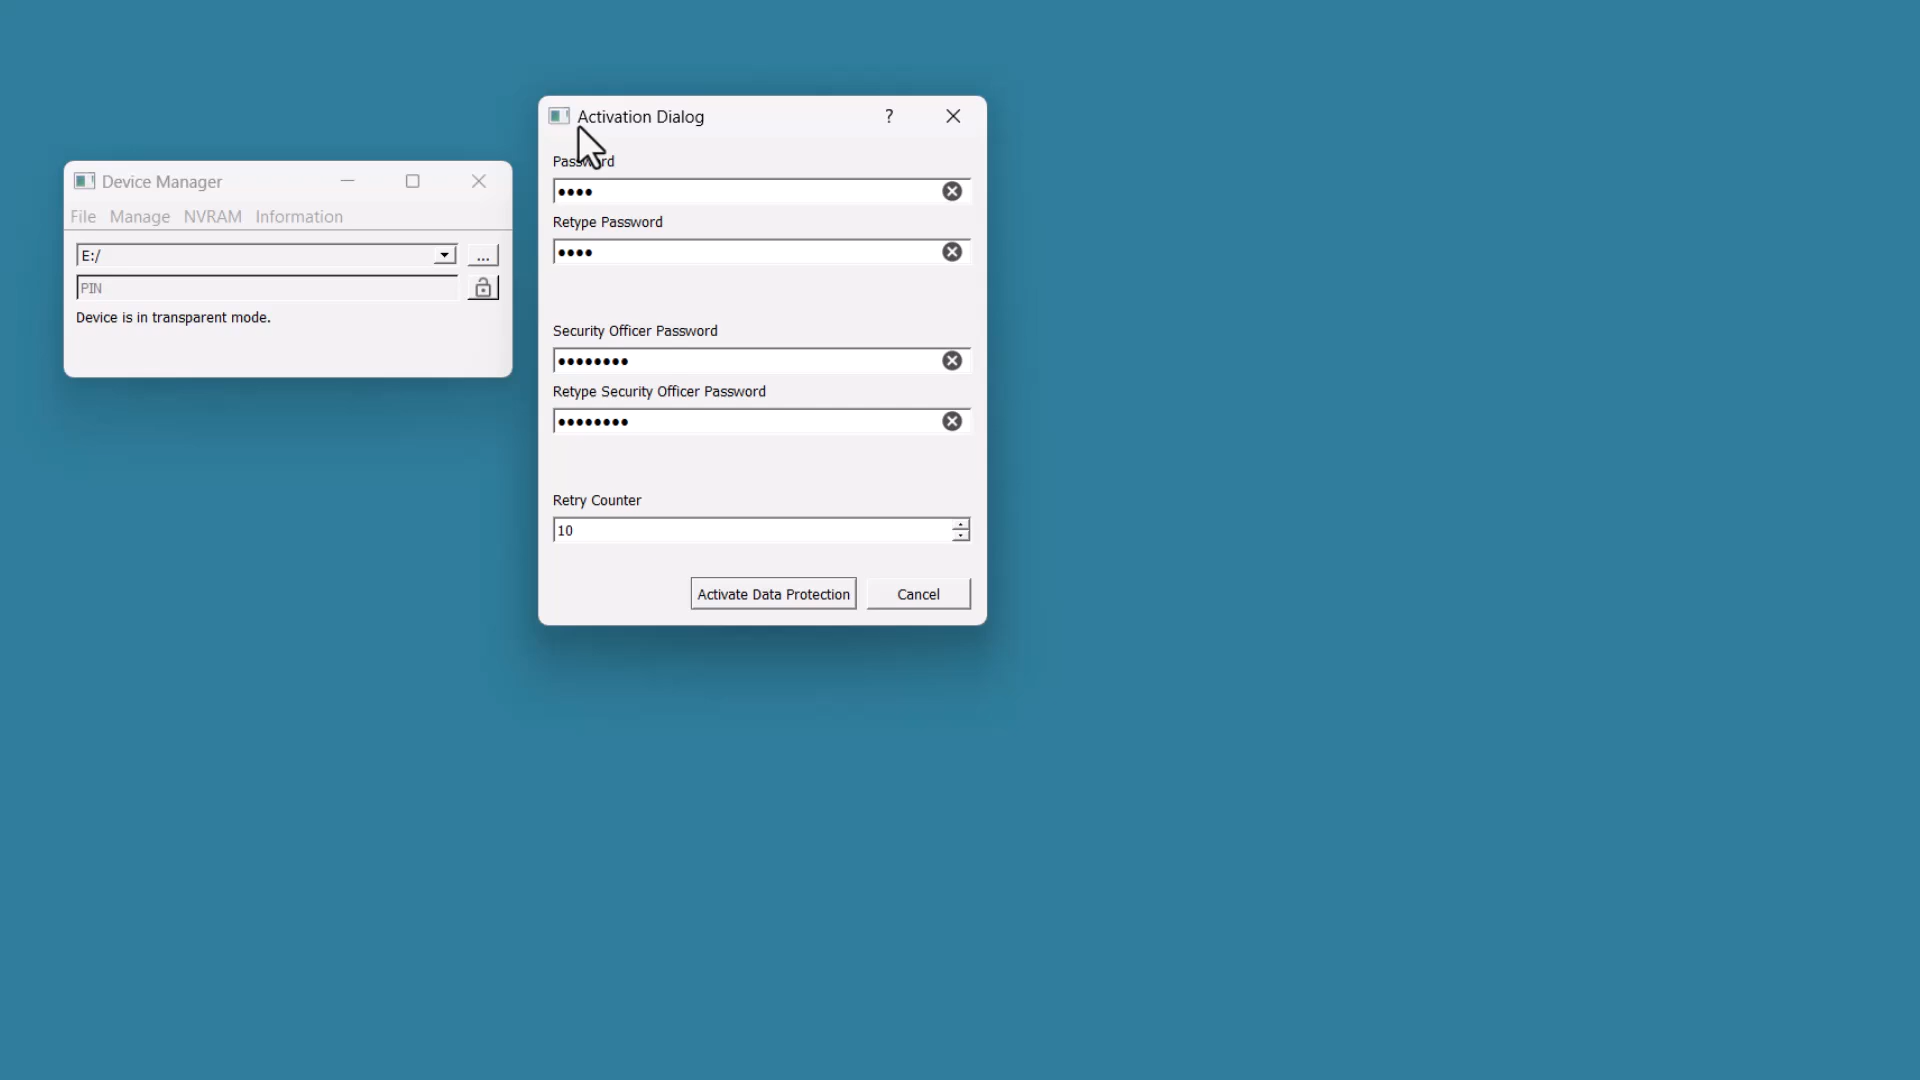 Device Manager
File Manage NVRAM Information
E:/
...
PIN
Device is in transparent mode.
Activation Dialog
?
Password
••••
Retype Password
••••
Security Officer Password
••••••••
Retype Security Officer Password
••••••••
Retry Counter
10
Activate Data Protection
Cancel